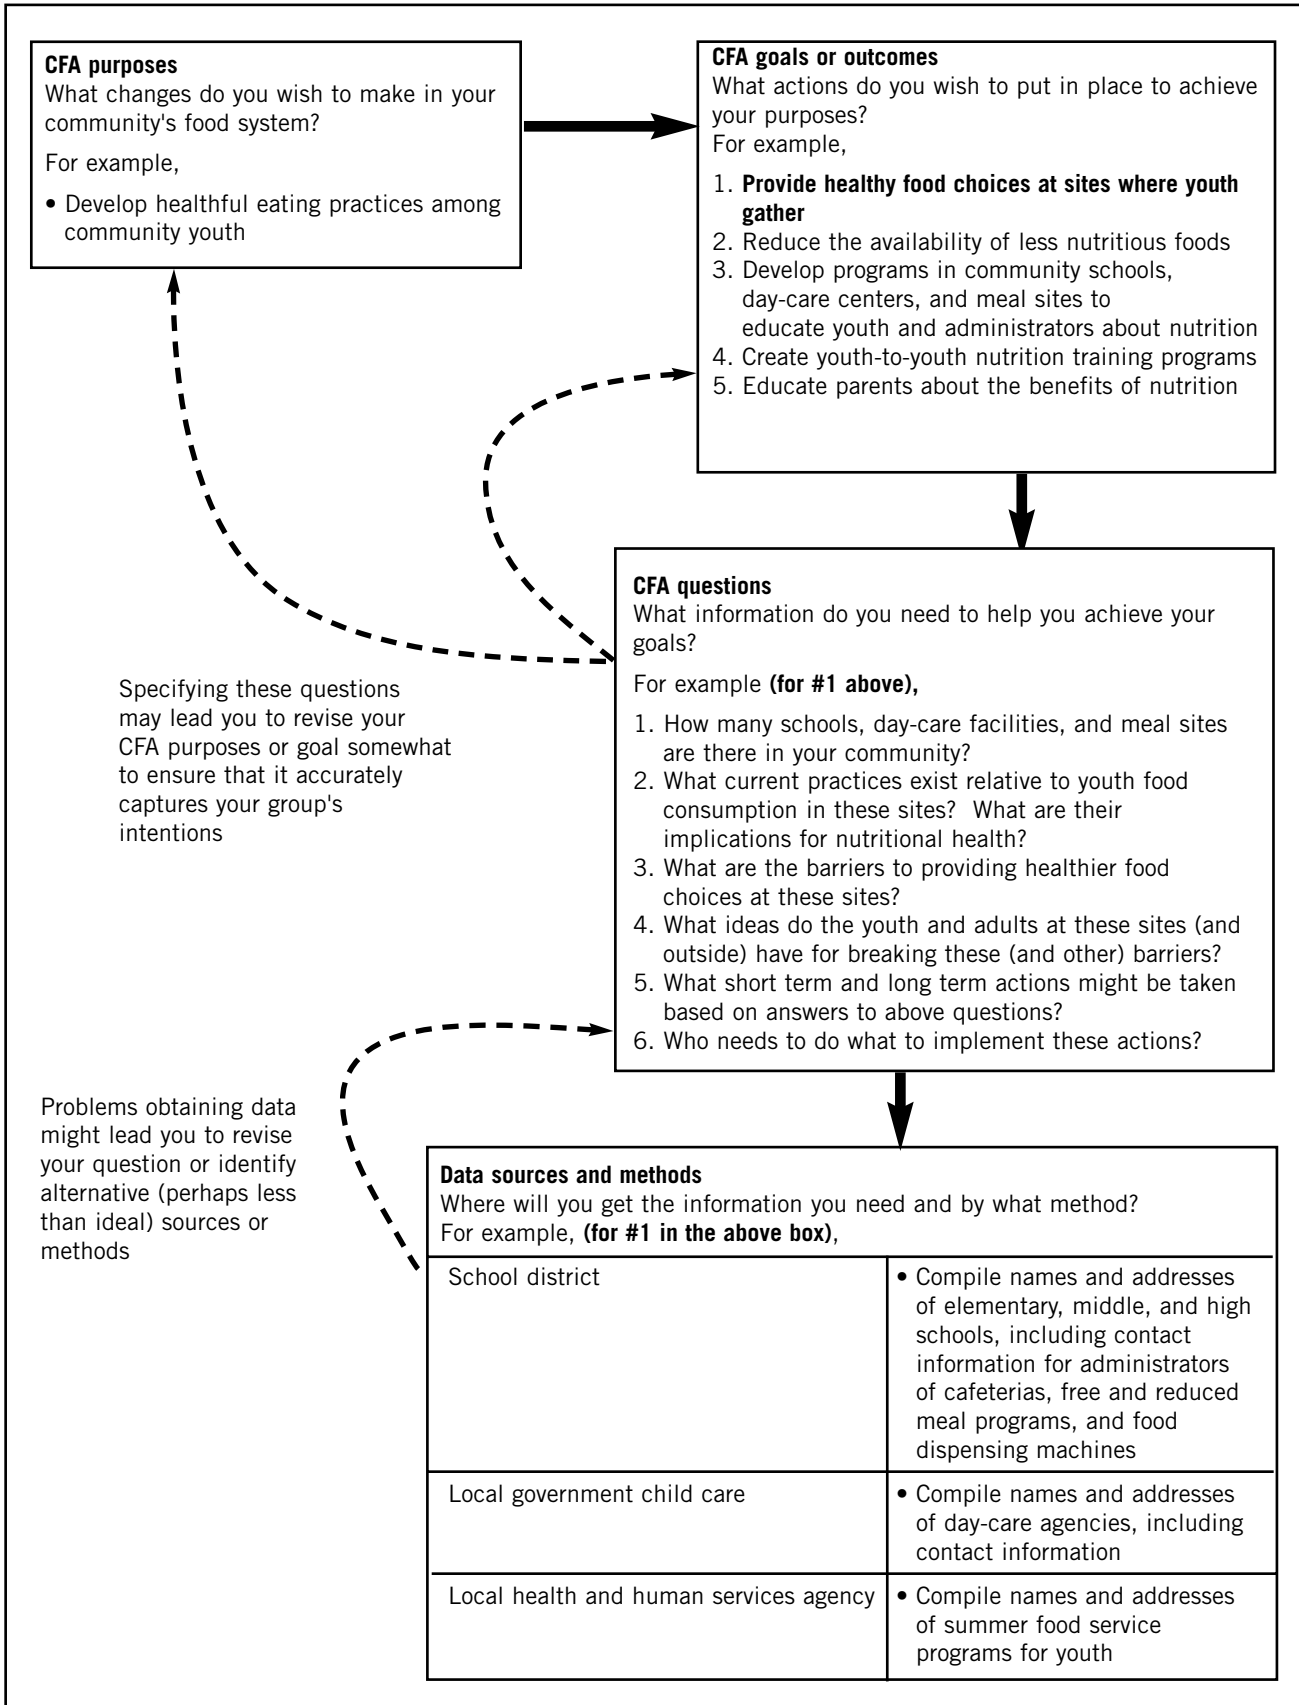 CFA purposes
What changes do you wish to make in your
community's food system?
For example,
• Develop healthful eating practices among
community youth
CFA goals or outcomes
What actions do you wish to put in place to achieve
your purposes?
For example,
1. Provide healthy food choices at sites where youth
gather
2. Reduce the availability of less nutritious foods
3. Develop programs in community schools,
day-care centers, and meal sites to
educate youth and administrators about nutrition
4. Create youth-to-youth nutrition training programs
5. Educate parents about the benefits of nutrition
CFA questions
What information do you need to help you achieve your
goals?
For example (for #1 above),
1. How many schools, day-care facilities, and meal sites
are there in your community?
2. What current practices exist relative to youth food
consumption in these sites? What are their
implications for nutritional health?
3. What are the barriers to providing healthier food
choices at these sites?
4. What ideas do the youth and adults at these sites (and
outside) have for breaking these (and other) barriers?
5. What short term and long term actions might be taken
based on answers to above questions?
6. Who needs to do what to implement these actions?
Specifying these questions
may lead you to revise your
CFA purposes or goal somewhat
to ensure that it accurately
captures your group's
intentions
Problems obtaining data
might lead you to revise
your question or identify
alternative (perhaps less
than ideal) sources or
methods
Data sources and methods
Where will you get the information you need and by what method?
For example, (for #1 in the above box),
School district
• Compile names and addresses
of elementary, middle, and high
schools, including contact
information for administrators
of cafeterias, free and reduced
meal programs, and food
dispensing machines
Local government child care
• Compile names and addresses
of day-care agencies, including
contact information
Local health and human services agency
• Compile names and addresses
of summer food service
programs for youth